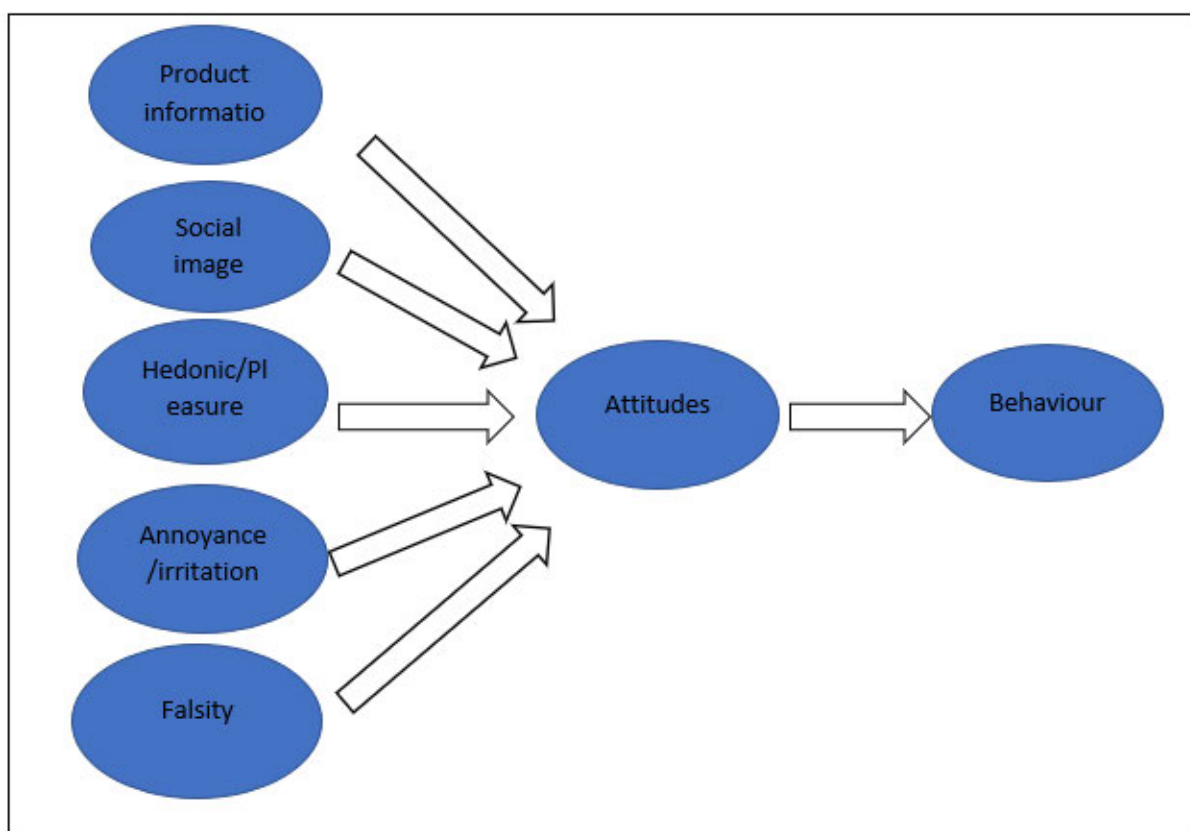 Product
informatio
Social
image
Hedonic/Pl
easure
Attitudes
Behaviour
Annoyance
/irritation
Falsity